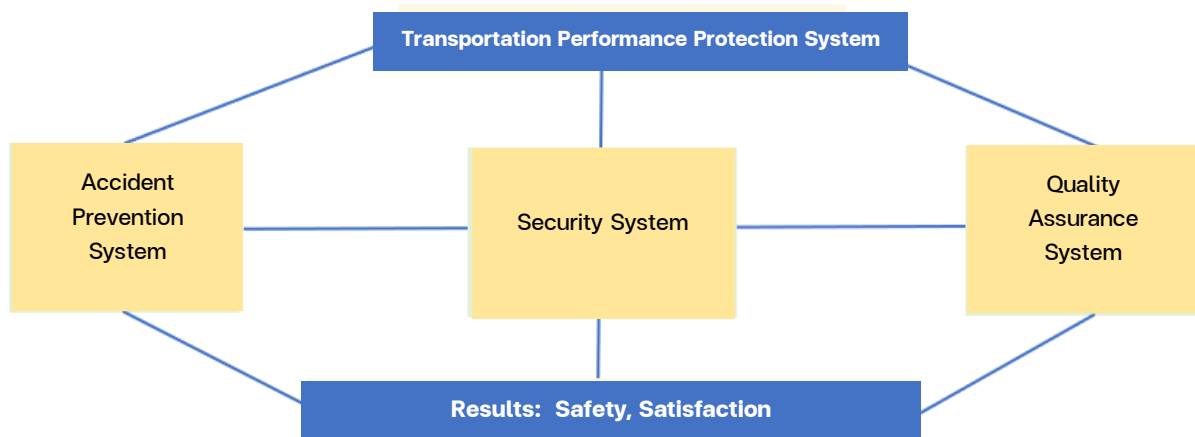 Transportation Performance Protection System
Accident
Prevention
System
Security System
Quality
Assurance
System
Results:  Safety, Satisfaction